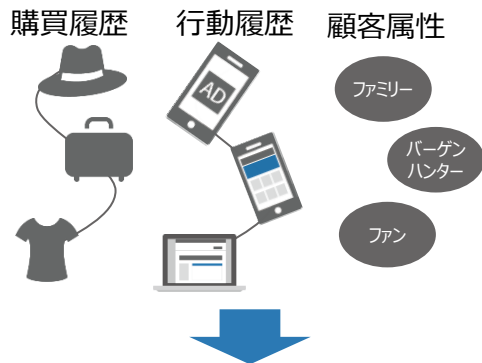 購買履歴
行動履歴
顧客属性
AD
ファミリー
バーゲン
ハンター
ファン